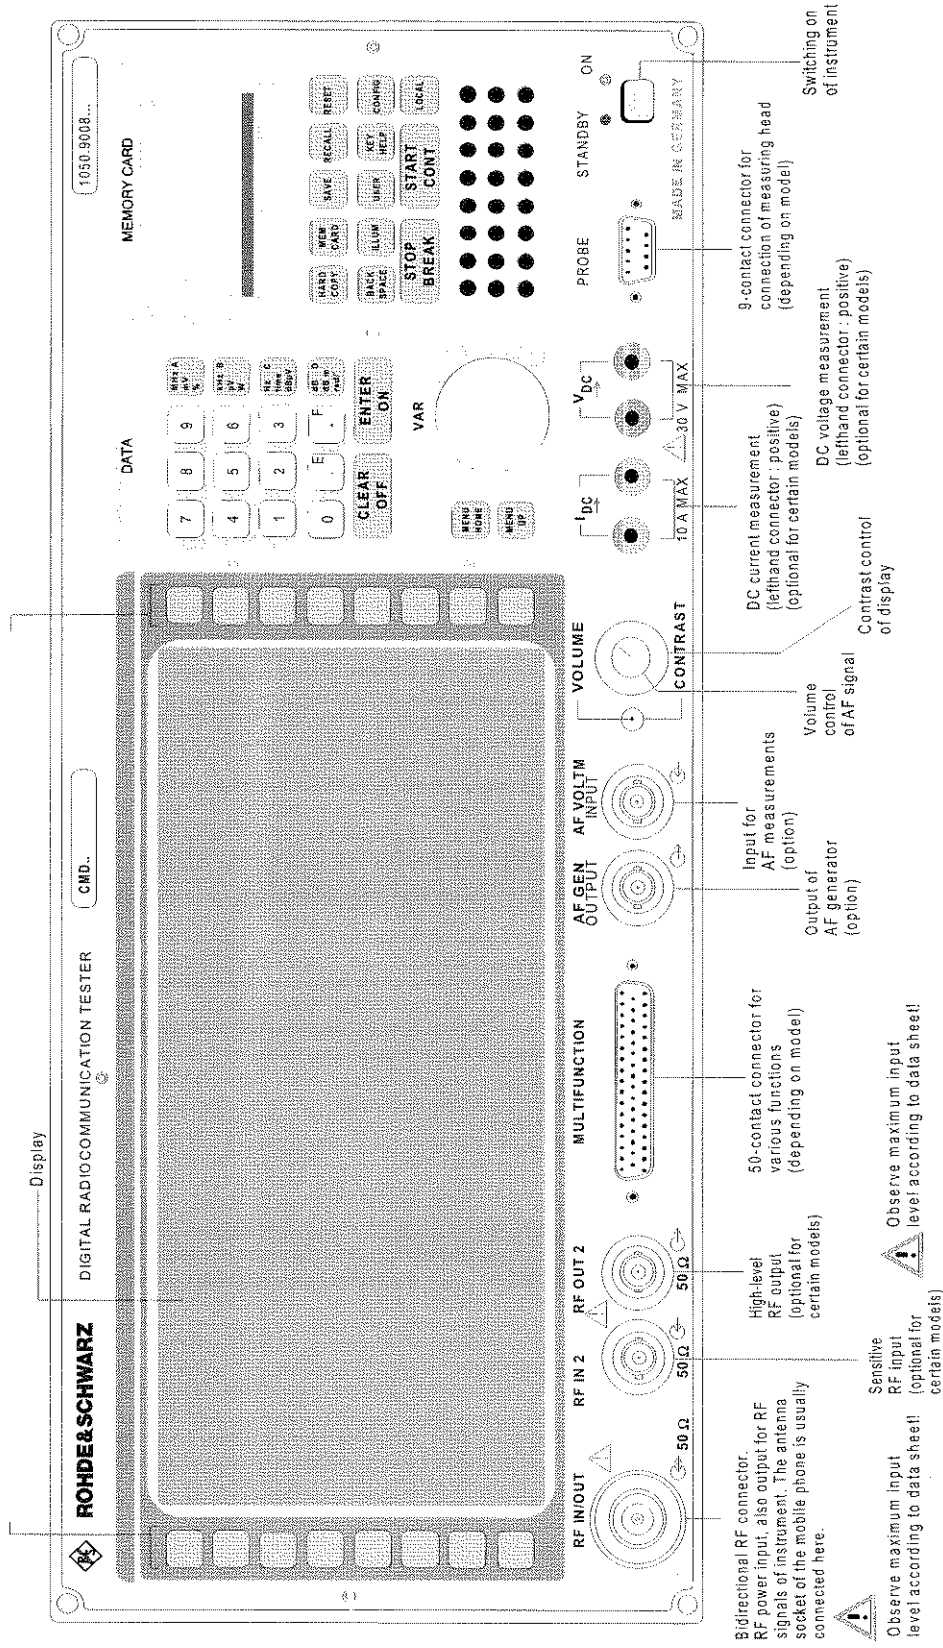 Display
ROHDE&SCHWARZ
DIGITAL RADIOCOMMUNICATION TESTER
CMD..
1050.9008...
DATA
MEMORY CARD
7
8
9
4
5
6
1
2
3
0
.
E
-
F
CLEAR
OFF
ENTER
ON
HARD
COPY
MEM
CARD
SAVE
RECALL
RESET
BACK
SPACE
ILLUM
USER
KEY
HELP
CONFIG
STOP
BREAK
START
CONT
LOCAL
MENU
HOME
MENU
UP
VAR
RF IN/OUT
50 Ω
RF IN 2
50 Ω
RF OUT 2
50 Ω
MULTIFUNCTION
AF GEN
OUTPUT
AF VOLTM
INPUT
VOLUME
CONTRAST
I DC
10 A MAX
V DC
30 V MAX
PROBE
STANDBY
ON
MADE IN GERMANY
Bidirectional RF connector.
RF power input, also output for RF
signals of instrument. The antenna
socket of the mobile phone is usually
connected here.
Observe maximum input
level according to data sheet!
Sensitive
RF input
(optional for
certain models)
High-level
RF output
(optional for
certain models)
Observe maximum input
level according to data sheet!
50-contact connector for
various functions
(depending on model)
Output of
AF generator
(option)
Input for
AF measurements
(option)
Volume
control
of AF signal
Contrast control
of display
DC current measurement
(lefthand connector : positive)
(optional for certain models)
DC voltage measurement
(lefthand connector : positive)
(optional for certain models)
9-contact connector for
connection of measuring head
(depending on model)
Switching on
of instrument